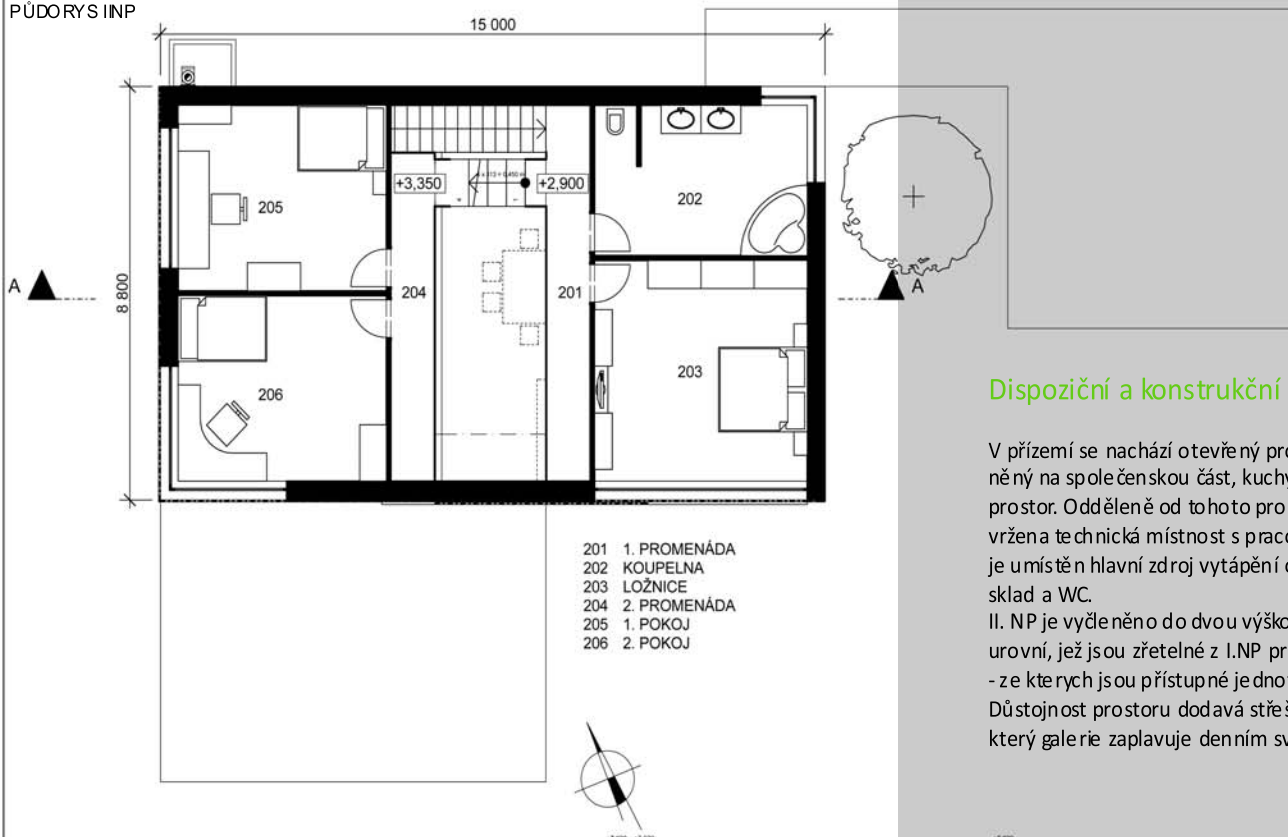 PŮDORYS IINP
15 000
8 800
+3,350
+2,900
205
202
204
201
A
A
203
206
201 1. PROMENÁDA
202 KOUPELNA
203 LOŽNICE
204 2. PROMENÁDA
205 1. POKOJ
206 2. POKOJ
Dispoziční a konstrukční
V přízemí se nachází otevřený pro
něný na společenskou část, kuchy
prostor. Odděleně od tohoto pro
vržena technická místnost s praco
je umístěn hlavní zdroj vytápění
sklad a WC.
II. NP je vyčleněno do dvou výško
urovní, jež jsou zřetelné z I.NP pr
- ze kterych jsou přístupné jedno
Důstojnost prostoru dodavá střeš
který galerie zaplavuje denním sv